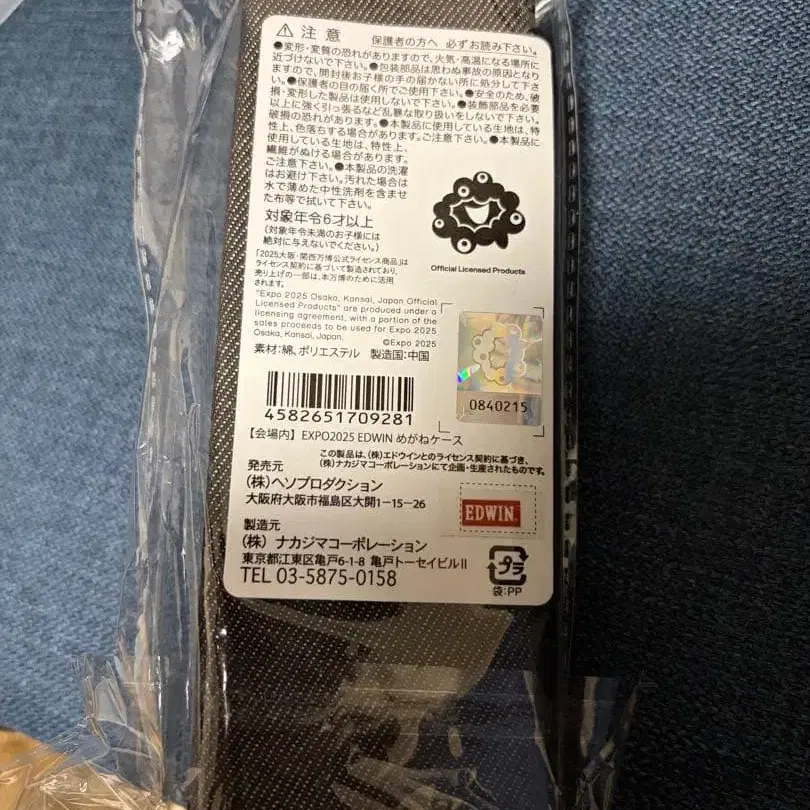 注意 保護者の方へ 必ずお読み下さい。
●変形・変質の恐れがありますので、火気・高温になる場所に
近づけないで下さい。●包装部品は思わぬ事故の原因となり
ますので、開封後お子様の手の届かない所に処分して下さ
い。●保護者の目の届く所でご使用下さい。●安全のため、破
損・変形した製品は使用しないで下さい。●装飾部品を必要
以上に強く引っ張るなど乱暴な取り扱いをしないで下さい。
破損の恐れがあります。●本製品に使用している生地は、特
性上、色落ちする場合があります。ご注意下さい。●本製品に
使用している生地は、特性上、
繊維がぬける場合があります。
ご注意下さい。●本製品の洗濯
はお避け下さい。汚れた場合は
水で薄めた中性洗剤を含ませ
た布等で拭いて下さい。
対象年令6才以上
(対象年令未満のお子様には
絶対に与えないでください。)
Official Licensed Products
「2025大阪・関西万博公式ライセンス商品」は
ライセンス契約に基づいて製造されており、
売り上げの一部は、本万博のために活用
されます。
"Expo 2025 Osaka, Kansai, Japan Official
Licensed Products" are produced under a
licensing agreement, with a portion of the
sales proceeds to be used for Expo 2025
Osaka, Kansai, Japan.
©Expo 2025
素材:綿、ポリエステル 製造国:中国
0840215
4582651709281
【会場内】EXPO2025 EDWIN めがねケース
この製品は、(株)エドウインとのライセンス契約に基づき、
(株)ナカジマコーポレーションにて企画・生産されたものです。
発売元
(株)ヘソプロダクション
大阪府大阪市福島区大開1-15-26
EDWIN
製造元
(株) ナカジマコーポレーション
東京都江東区亀戸6-1-8 亀戸トーセイビルⅡ
TEL 03-5875-0158
プラ
袋:PP